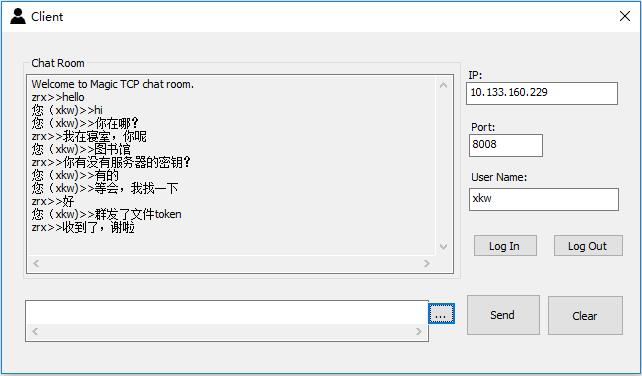 Client
Chat Room
Welcome to Magic TCP chat room.
zrx>>hello
您（xkw)>>hi
您（xkw)>>你在哪？
zrx>>我在寝室，你呢
您（xkw)>>图书馆
zrx>>你有没有服务器的密钥？
您（xkw)>>有的
您（xkw)>>等会，我找一下
zrx>>好
您（xkw)>>群发了文件token
zrx>>收到了，谢啦
IP:
10.133.160.229
Port:
8008
User Name:
xkw
Log In
Log Out
...
Send
Clear